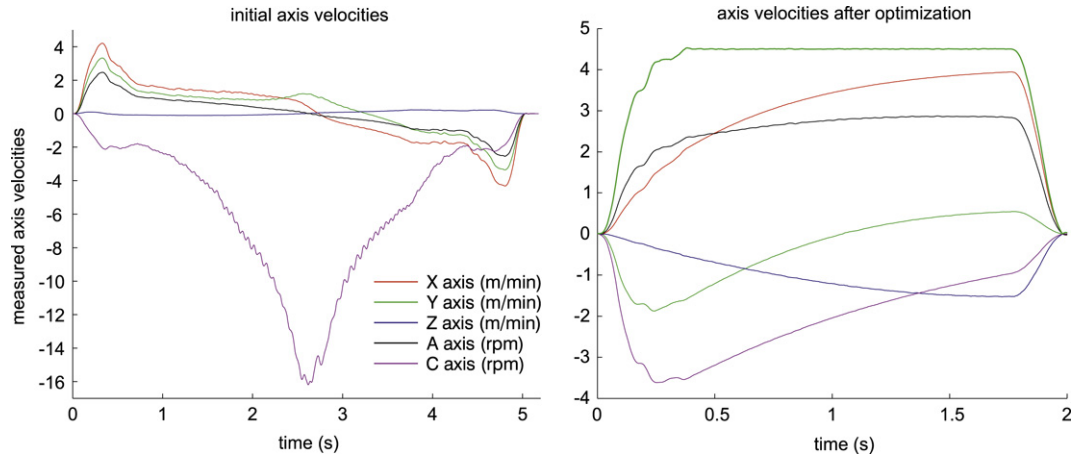 initial axis velocities
measured axis velocities
4
2
0
-2
-4
-6
-8
-10
-12
-14
-16
X axis (m/min)
Y axis (m/min)
Z axis (m/min)
A axis (rpm)
C axis (rpm)
0 1 2 3 4 5
time (s)
axis velocities after optimization
5
4
3
2
1
0
-1
-2
-3
-4
0 0.5 1 1.5 2
time (s)